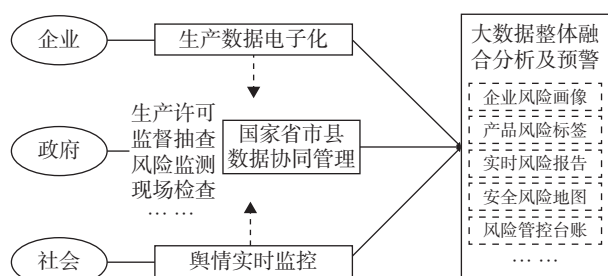 企业
生产数据电子化
政府
生产许可
监督抽查
风险监测
现场检查
… …
国家省市县
数据协同管理
社会
舆情实时监控
大数据整体融
合分析及预警
企业风险画像
产品风险标签
实时风险报告
安全风险地图
风险管控台账
… …